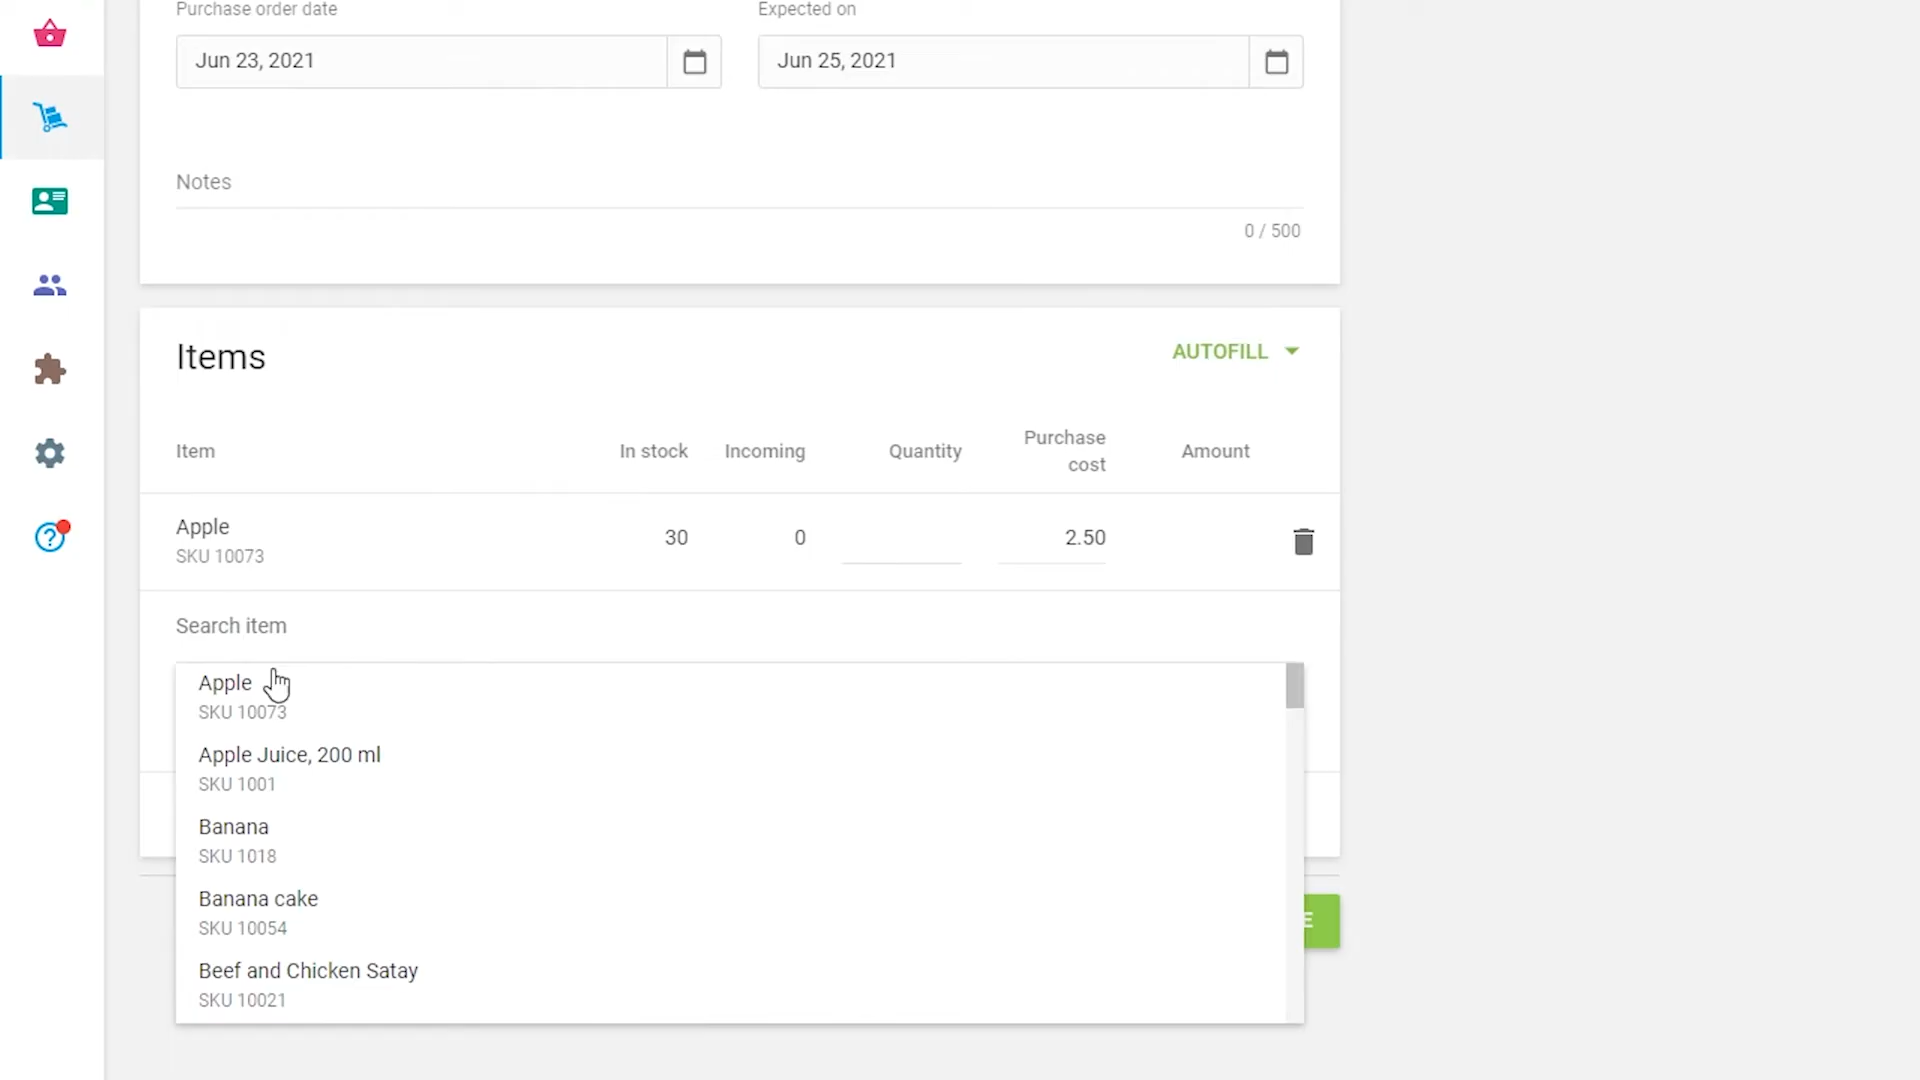 Purchase order date
Expected on
Jun 23, 2021
Jun 25, 2021
Notes
0 / 500
Items
AUTOFILL
Item
In stock
Incoming
Quantity
Purchase
cost
Amount
Apple
30
0
2.50
SKU 10073
Search item
Apple
SKU 10073
Apple Juice, 200 ml
SKU 1001
Banana
SKU 1018
Banana cake
SKU 10054
Beef and Chicken Satay
SKU 10021